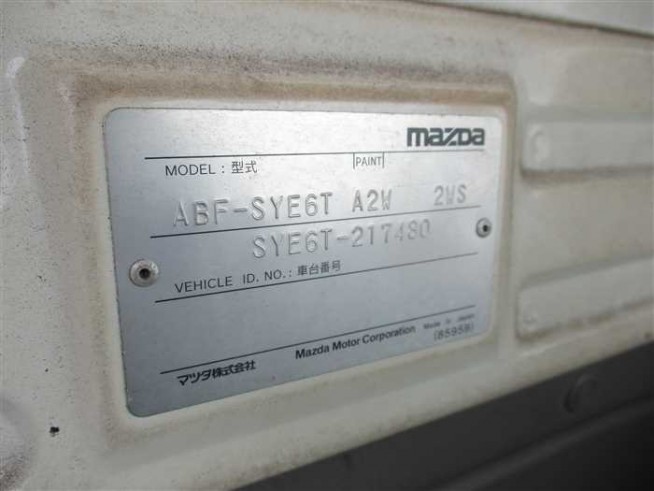 mazda
MODEL : 型式 PAINT
ABF-SYE6T A2W 2WS
SYE6T-217480
VEHICLE ID. NO. : 車台番号
マツダ株式会社 Mazda Motor Corporation Made in Japan
(8595B)